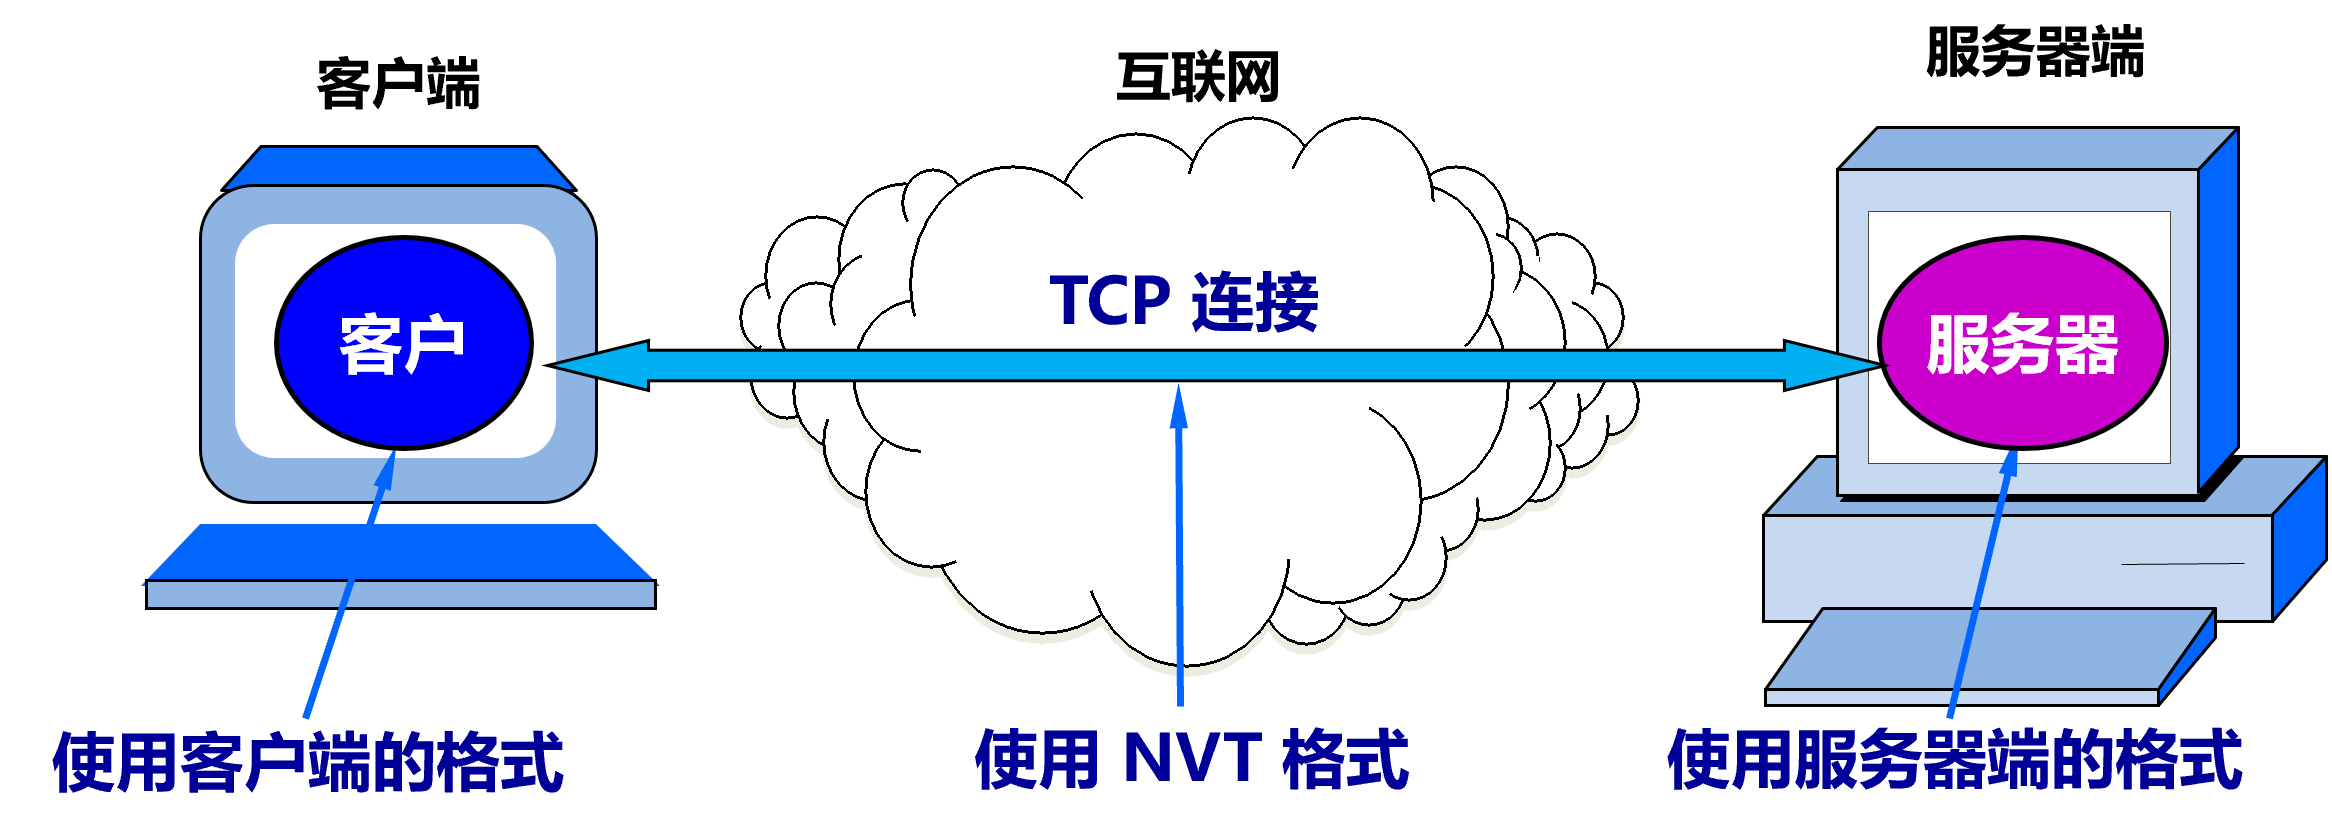 客户端
互联网
服务器端
TCP 连接
客户
服务器
使用客户端的格式
使用 NVT 格式
使用服务器端的格式